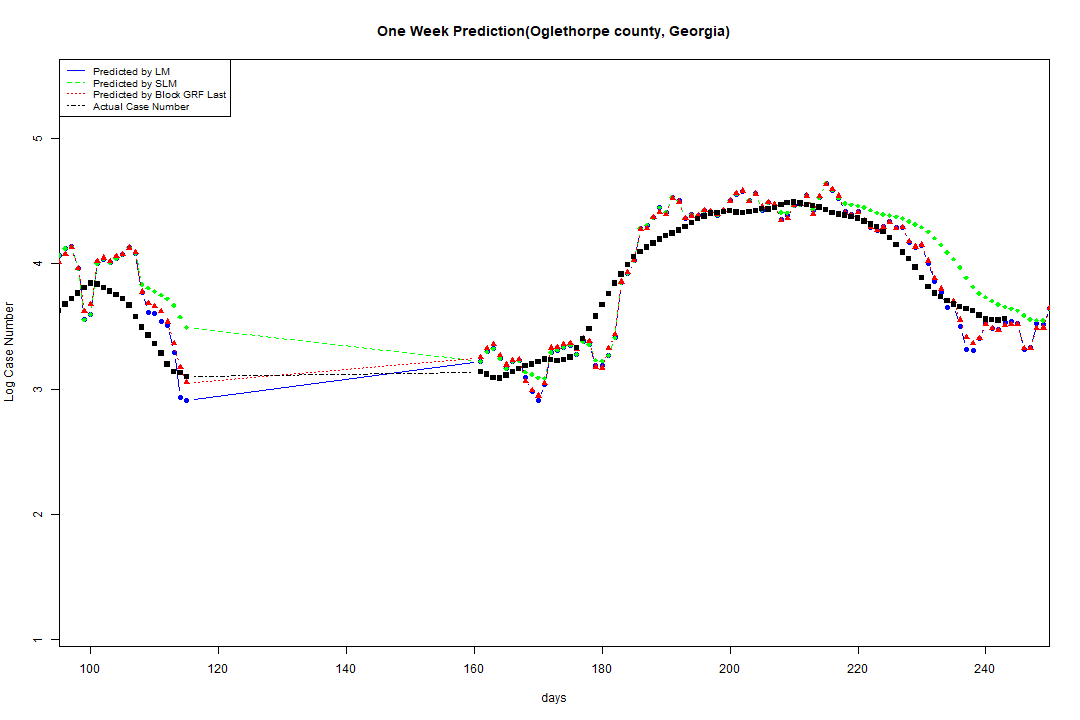 One Week Prediction(Oglethorpe county, Georgia)
Predicted by LM
Predicted by SLM
Predicted by Block GRF Last
Actual Case Number
5
4
3
2
1
Log Case Number
100 120 140 160 180 200 220 240
days